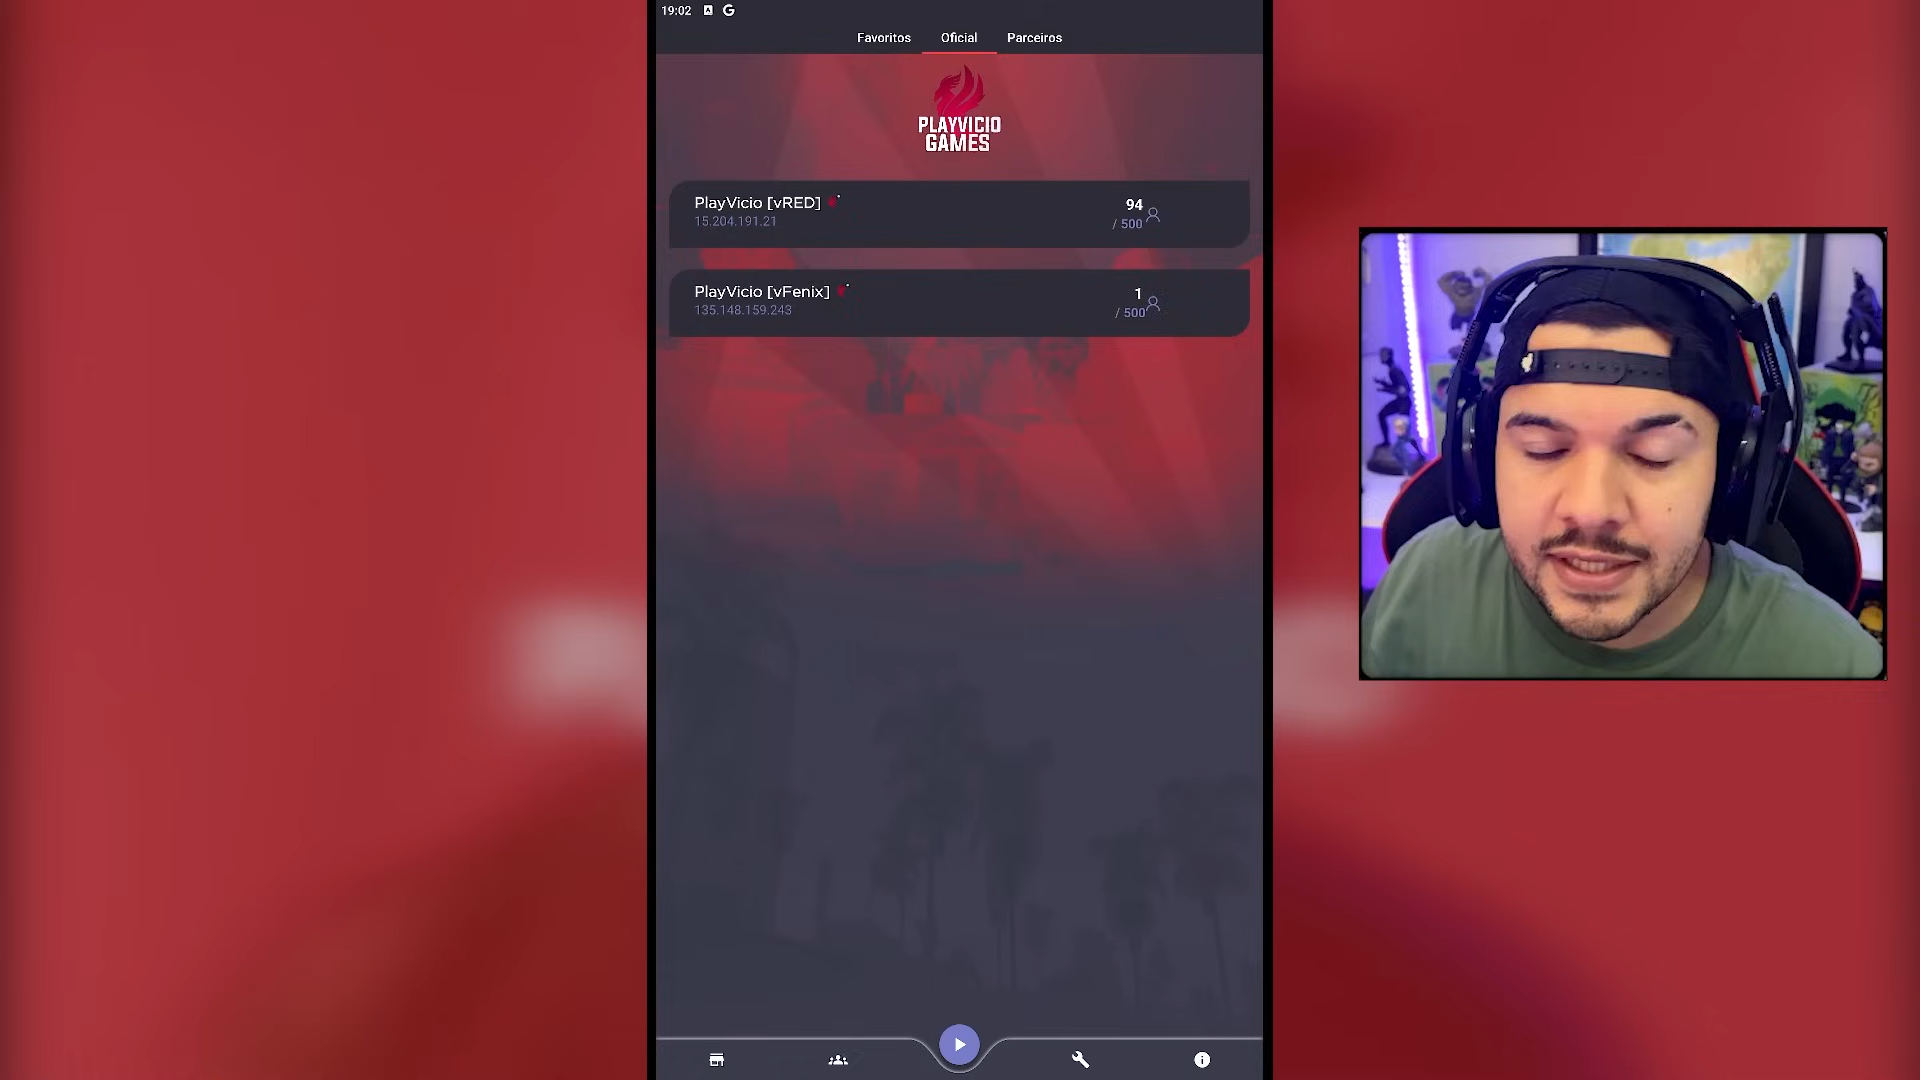 19:02
Favoritos Oficial Parceiros
PLAYVICIO
GAMES
PlayVicio [vRED]
15.204.191.21
94
/ 500
PlayVicio [vFenix]
135.148.159.243
1
/ 500